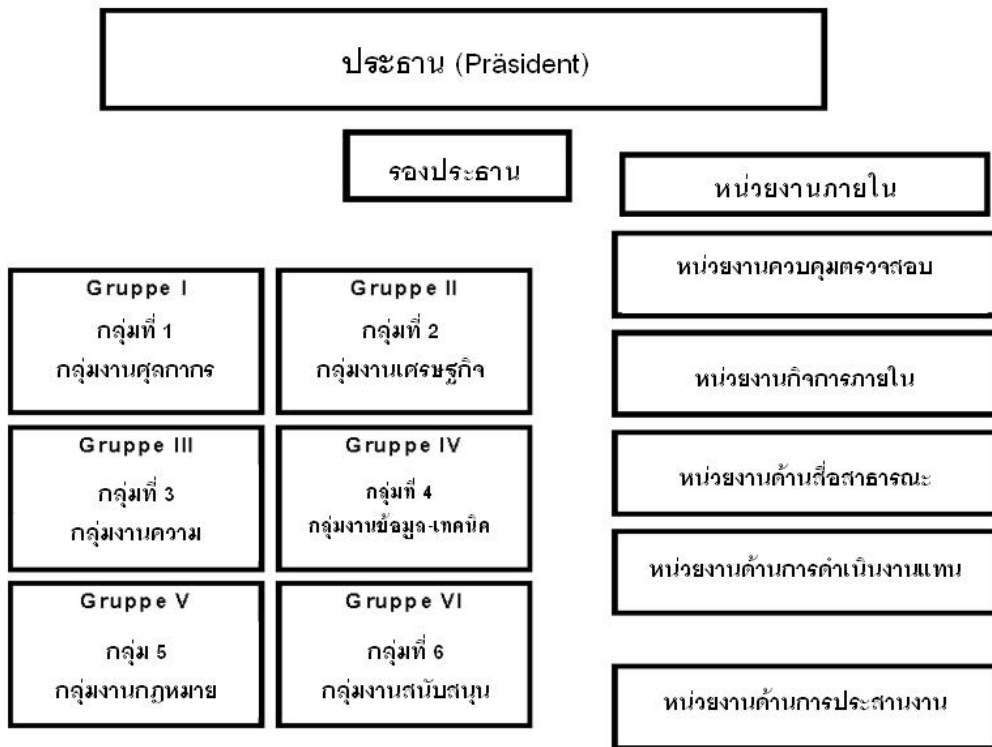 ประธาน (Präsident)
รองประธาน
หน่วยงานภายใน
หน่วยงานควบคุมตรวจสอบ
หน่วยงานกิจการภายใน
หน่วยงานด้านสื่อสาธารณะ
หน่วยงานด้านการดำเนินงานแทน
หน่วยงานด้านการประสานงาน
Gruppe I
กลุ่มที่ 1
กลุ่มงานศุลกากร
Gruppe II
กลุ่มที่ 2
กลุ่มงานเศรษฐกิจ
Gruppe III
กลุ่มที่ 3
กลุ่มงานความ
Gruppe IV
กลุ่มที่ 4
กลุ่มงานข้อมูล-เทคนิค
Gruppe V
กลุ่ม 5
กลุ่มงานกฎหมาย
Gruppe VI
กลุ่มที่ 6
กลุ่มงานสนับสนุน